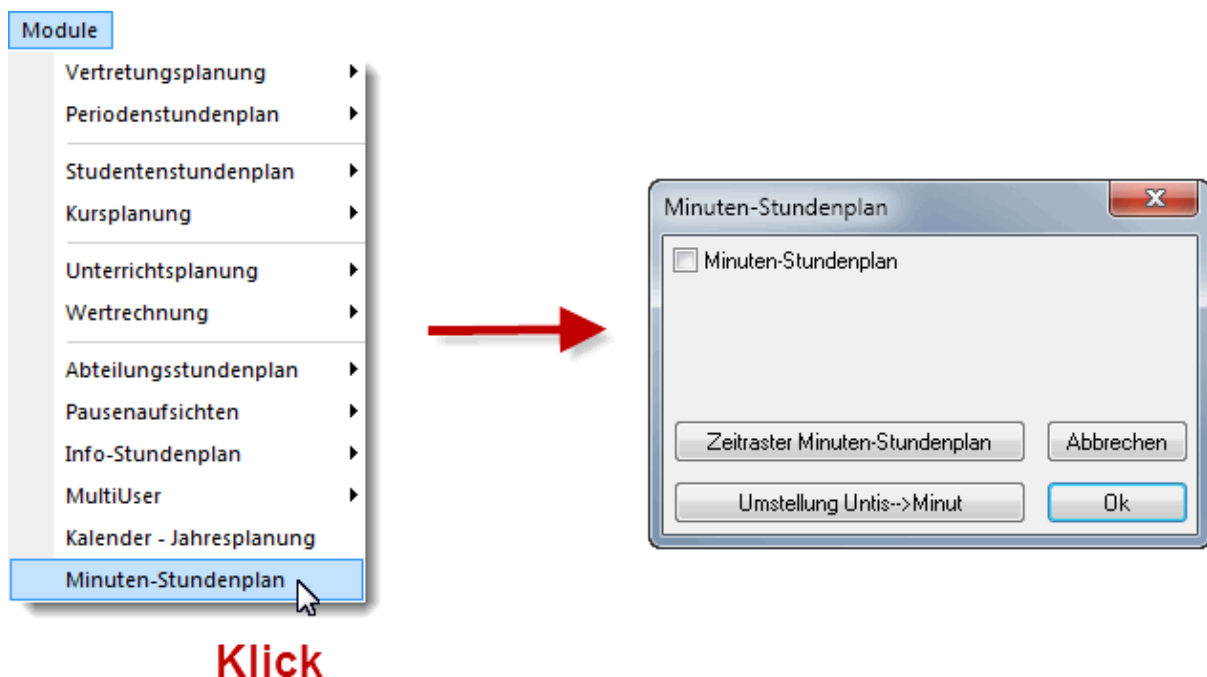 Module
Vertretungsplanung
Periodenstundenplan
Studentenstundenplan
Kursplanung
Unterrichtsplanung
Wertrechnung
Abteilungsstundenplan
Pausenaufsichten
Info-Stundenplan
MultiUser
Kalender - Jahresplanung
Minuten-Stundenplan
Klick
Minuten-Stundenplan
Minuten-Stundenplan
Zeitraster Minuten-Stundenplan Abbrechen
Umstellung Untis-->Minut Ok